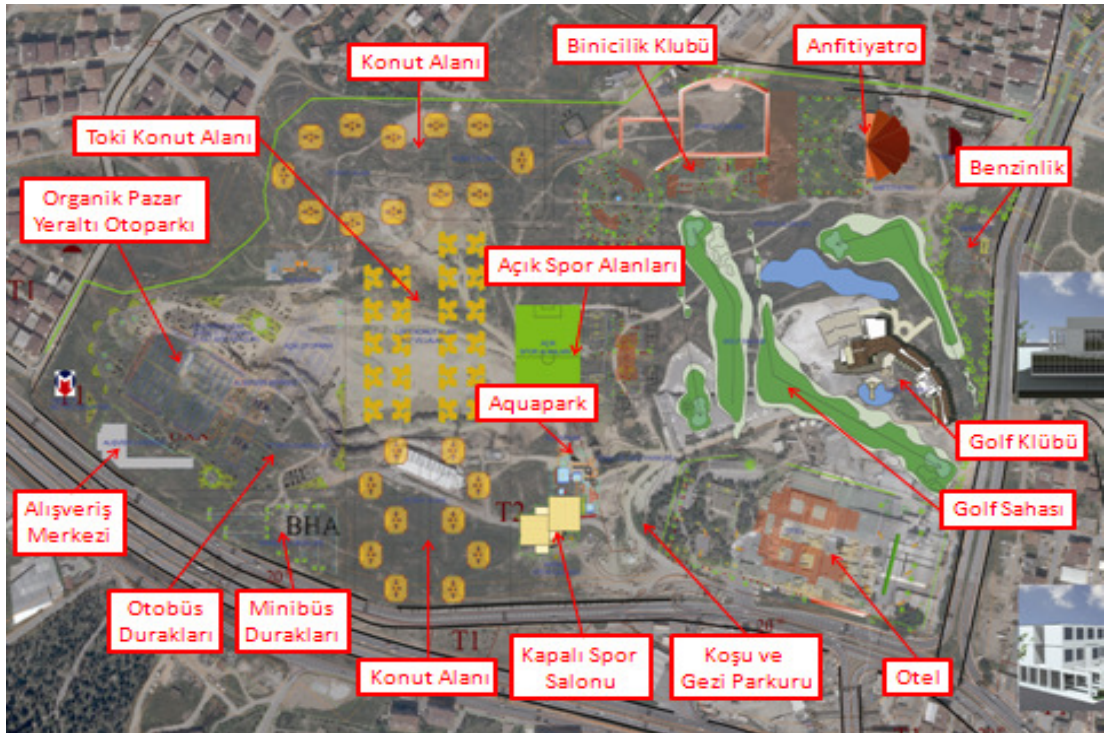 Konut Alanı
Binicilik Klubü
Anfitiyatro
Toki Konut Alanı
Benzinlik
Organik Pazar
Yeraltı Otoparkı
Açık Spor Alanları
T1
AÇIK
Aquapark
Golf Klübü
Alışveriş
Merkezi
Golf Sahası
T2
BHA
Otobüs
Durakları
Minibüs
Durakları
Konut Alanı
T1
Kapalı Spor
Salonu
Koşu ve
Gezi Parkuru
Otel